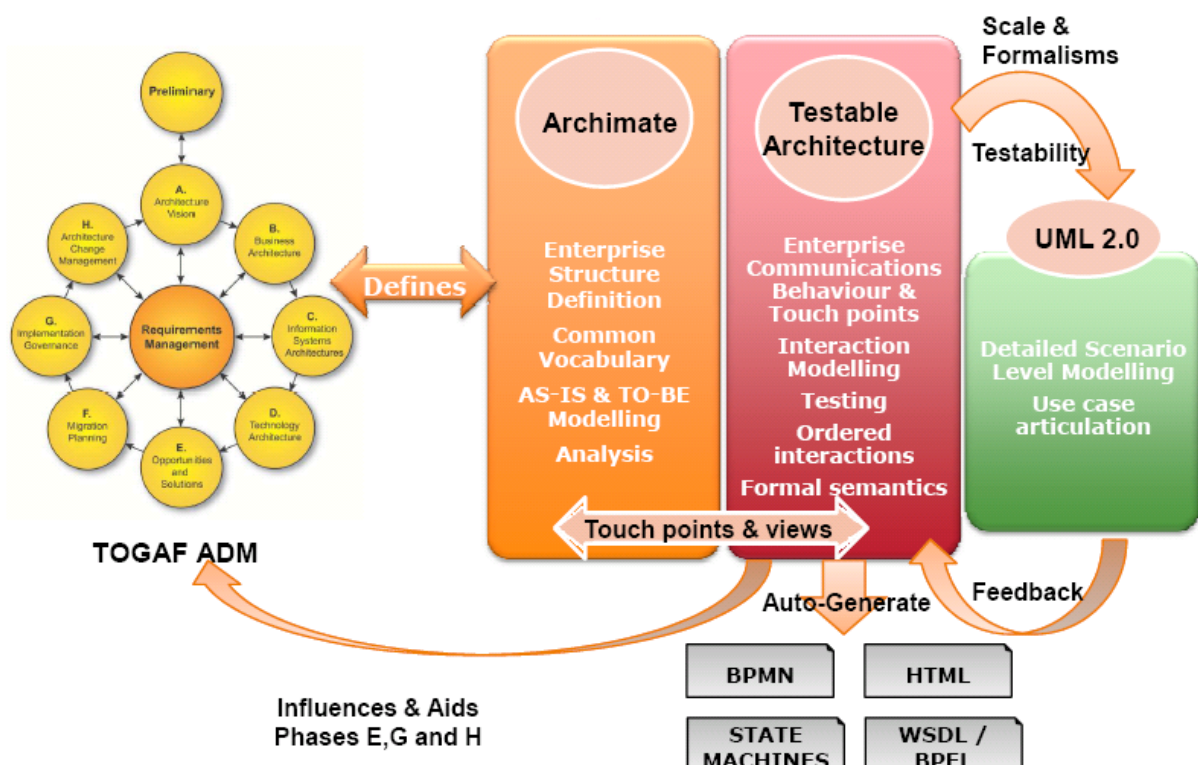 Preliminary
A.
Architecture
Vision
B.
Business
Architecture
C.
Information
Systems
Architectures
D.
Technology
Architecture
E.
Opportunities
and
Solutions
F.
Migration
Planning
G.
Implementation
Governance
H.
Architecture
Change
Management
Requirements
Management
TOGAF ADM
Defines
Archimate
Enterprise
Structure
Definition
Common
Vocabulary
AS-IS & TO-BE
Modelling
Analysis
Testable
Architecture
Enterprise
Communications
Behaviour &
Touch points
Interaction
Modelling
Testing
Ordered
interactions
Formal semantics
Touch points & views
Scale &
Formalisms
Testability
UML 2.0
Detailed Scenario
Level Modelling
Use case
articulation
Feedback
Auto-Generate
Influences & Aids
Phases E,G and H
BPMN
HTML
STATE
MACHINES
WSDL /
BPEL